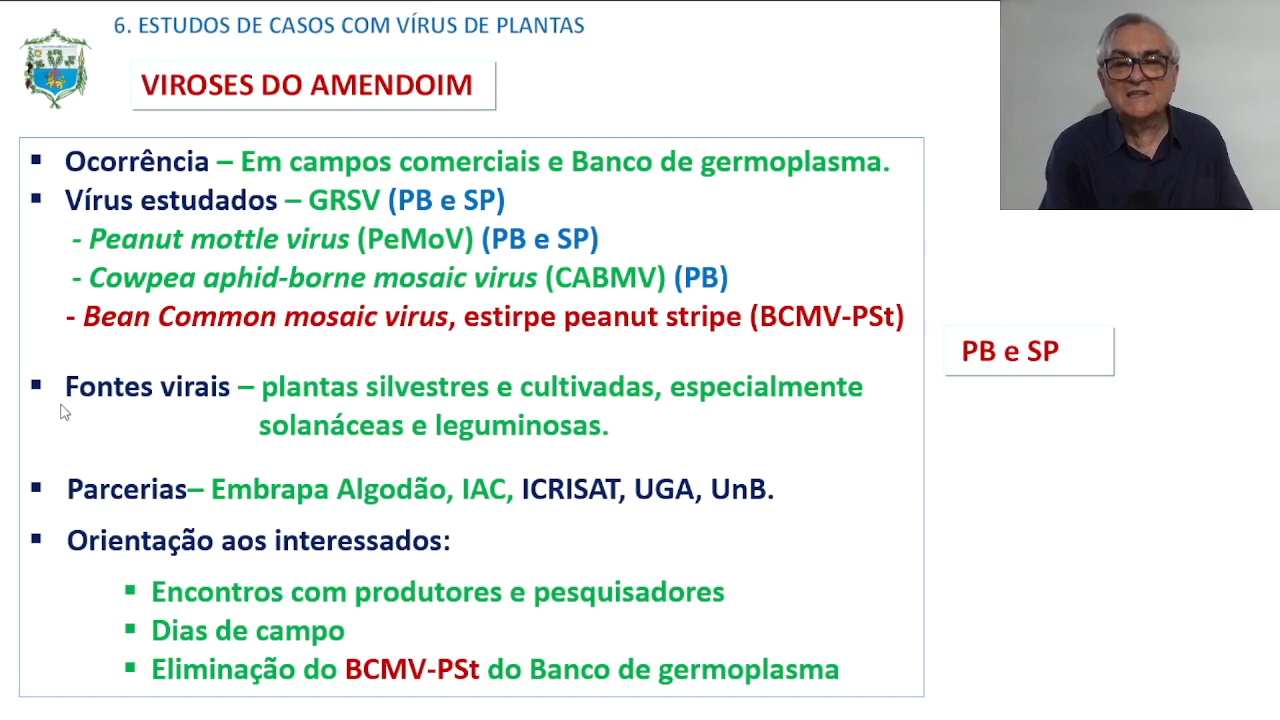 6. ESTUDOS DE CASOS COM VÍRUS DE PLANTAS
VIROSES DO AMENDOIM
▪ Ocorrência – Em campos comerciais e Banco de germoplasma.
▪ Vírus estudados – GRSV (PB e SP)
- Peanut mottle virus (PeMoV) (PB e SP)
- Cowpea aphid-borne mosaic virus (CABMV) (PB)
- Bean Common mosaic virus, estirpe peanut stripe (BCMV-PSt)
PB e SP
▪ Fontes virais – plantas silvestres e cultivadas, especialmente
solanáceas e leguminosas.
▪ Parcerias– Embrapa Algodão, IAC, ICRISAT, UGA, UnB.
▪ Orientação aos interessados:
▪ Encontros com produtores e pesquisadores
▪ Dias de campo
▪ Eliminação do BCMV-PSt do Banco de germoplasma